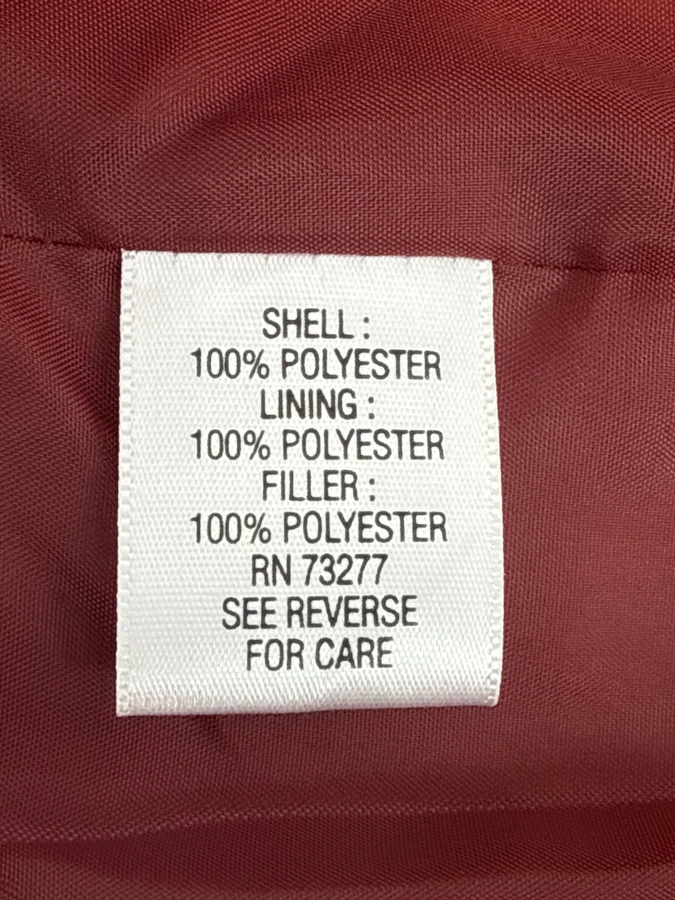 SHELL :
100% POLYESTER
LINING :
100% POLYESTER
FILLER :
100% POLYESTER
RN 73277
SEE REVERSE
FOR CARE